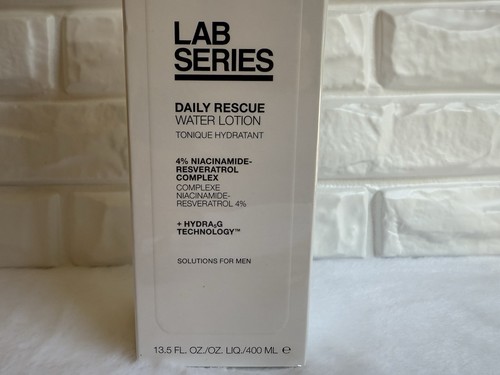 LAB
SERIES
DAILY RESCUE
WATER LOTION
TONIQUE HYDRATANT
4% NIACINAMIDE-
RESVERATROL
COMPLEX
COMPLEXE
NIACINAMIDE-
RESVERATROL 4%
+ HYDRA₃G
TECHNOLOGY™
SOLUTIONS FOR MEN
13.5 FL. OZ./OZ. LIQ./400 ML ℮